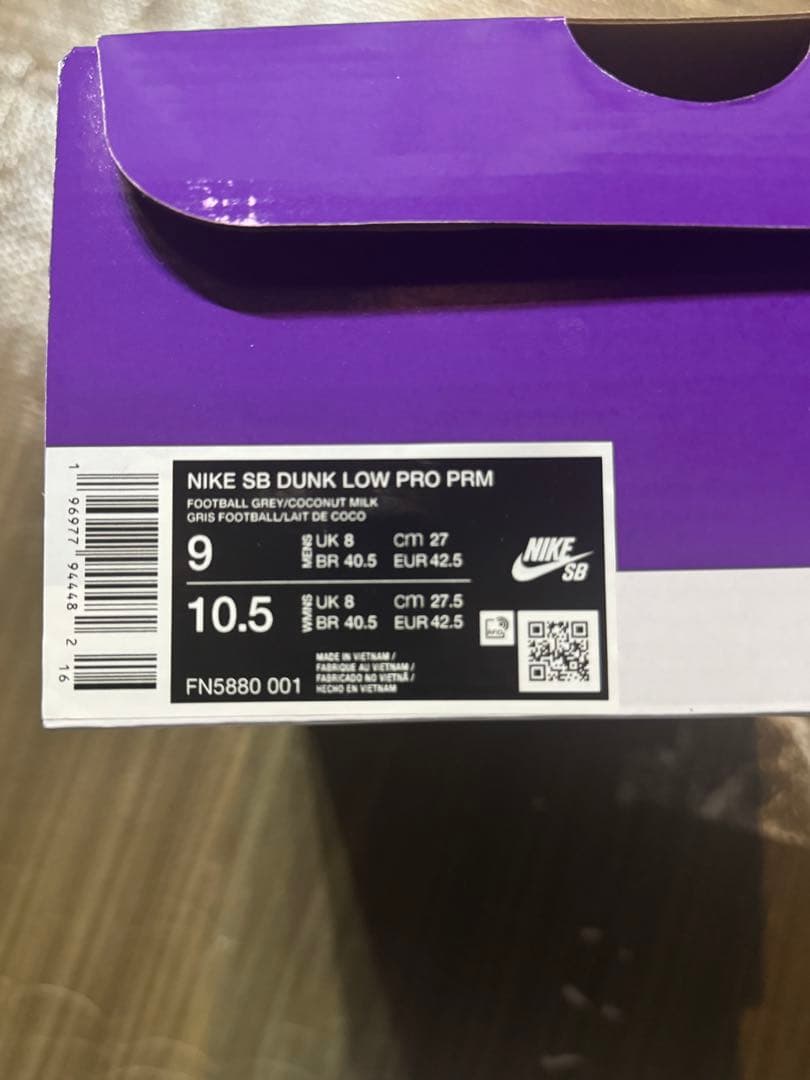 NIKE SB DUNK LOW PRO PRM
FOOTBALL GREY/COCONUT MILK
GRIS FOOTBALL/LAIT DE COCO
9 MENS UK 8 cm 27
BR 40.5 EUR 42.5
10.5 WMNS UK 8 cm 27.5
BR 40.5 EUR 42.5
NIKE
SB
RFID
FN5880 001
MADE IN VIETNAM /
FABRIQUE AU VIETNAM /
FABRICADO NO VIETNÃ /
HECHO EN VIETNAM
1 96977 94448 2 16